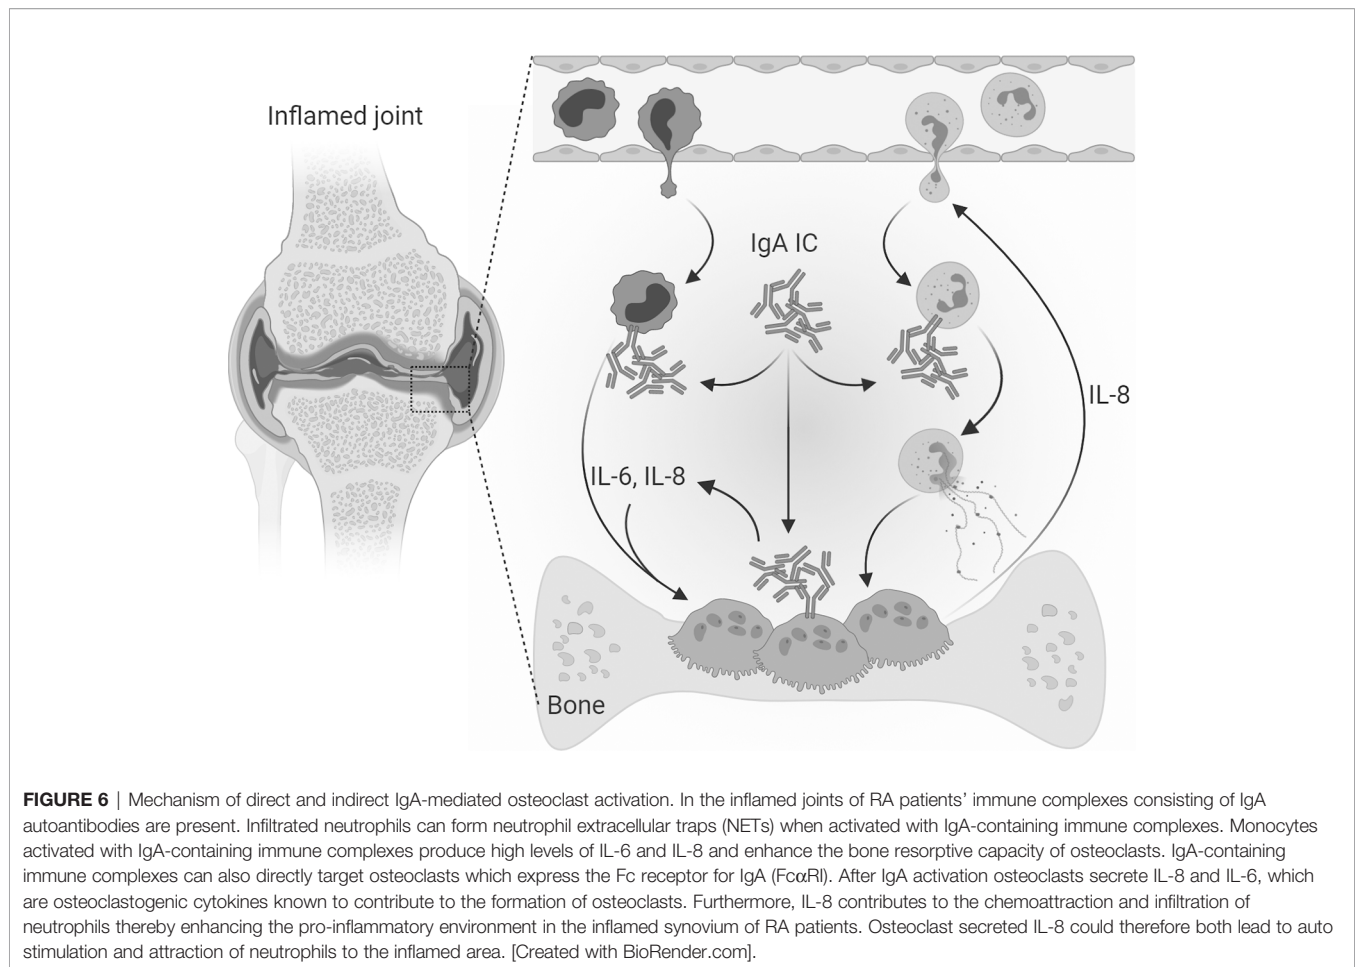 Inflamed joint
IgA IC
IL-8
IL-6, IL-8
Bone
FIGURE 6 | Mechanism of direct and indirect IgA-mediated osteoclast activation. In the inflamed joints of RA patients’ immune complexes consisting of IgA
autoantibodies are present. Infiltrated neutrophils can form neutrophil extracellular traps (NETs) when activated with IgA-containing immune complexes. Monocytes
activated with IgA-containing immune complexes produce high levels of IL-6 and IL-8 and enhance the bone resorptive capacity of osteoclasts. IgA-containing
immune complexes can also directly target osteoclasts which express the Fc receptor for IgA (FcαRI). After IgA activation osteoclasts secrete IL-8 and IL-6, which
are osteoclastogenic cytokines known to contribute to the formation of osteoclasts. Furthermore, IL-8 contributes to the chemoattraction and infiltration of
neutrophils thereby enhancing the pro-inflammatory environment in the inflamed synovium of RA patients. Osteoclast secreted IL-8 could therefore both lead to auto
stimulation and attraction of neutrophils to the inflamed area. [Created with BioRender.com].